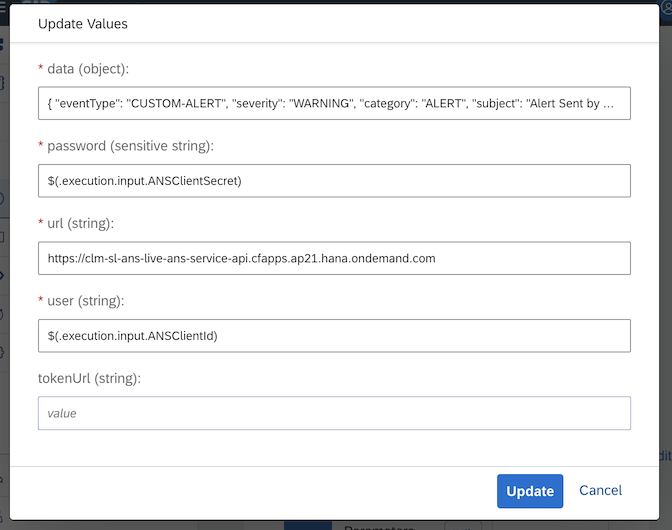 Update Values
* data (object):
{ "eventType": "CUSTOM-ALERT", "severity": "WARNING", "category": "ALERT", "subject": "Alert Sent by ...
* password (sensitive string):
$(.execution.input.ANSClientSecret)
* url (string):
https://clm-sl-ans-live-ans-service-api.cfapps.ap21.hana.ondemand.com
* user (string):
$(.execution.input.ANSClientId)
tokenUrl (string):
value
Update Cancel